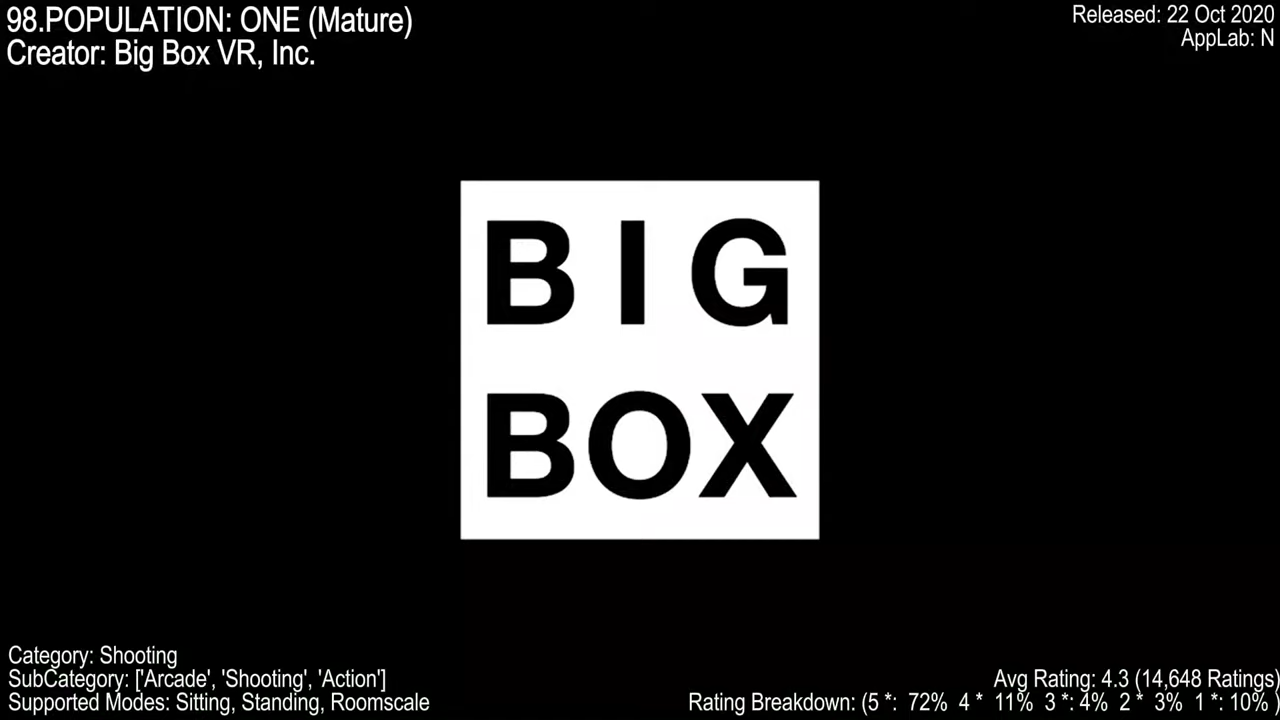 98.POPULATION: ONE (Mature)
Creator: Big Box VR, Inc.
Released: 22 Oct 2020
AppLab: N
BIG
BOX
Category: Shooting
SubCategory: ['Arcade', 'Shooting', 'Action']
Supported Modes: Sitting, Standing, Roomscale
Avg Rating: 4.3 (14,648 Ratings)
Rating Breakdown: (5 *: 72% 4 * 11% 3 *: 4% 2 * 3% 1 *: 10% )